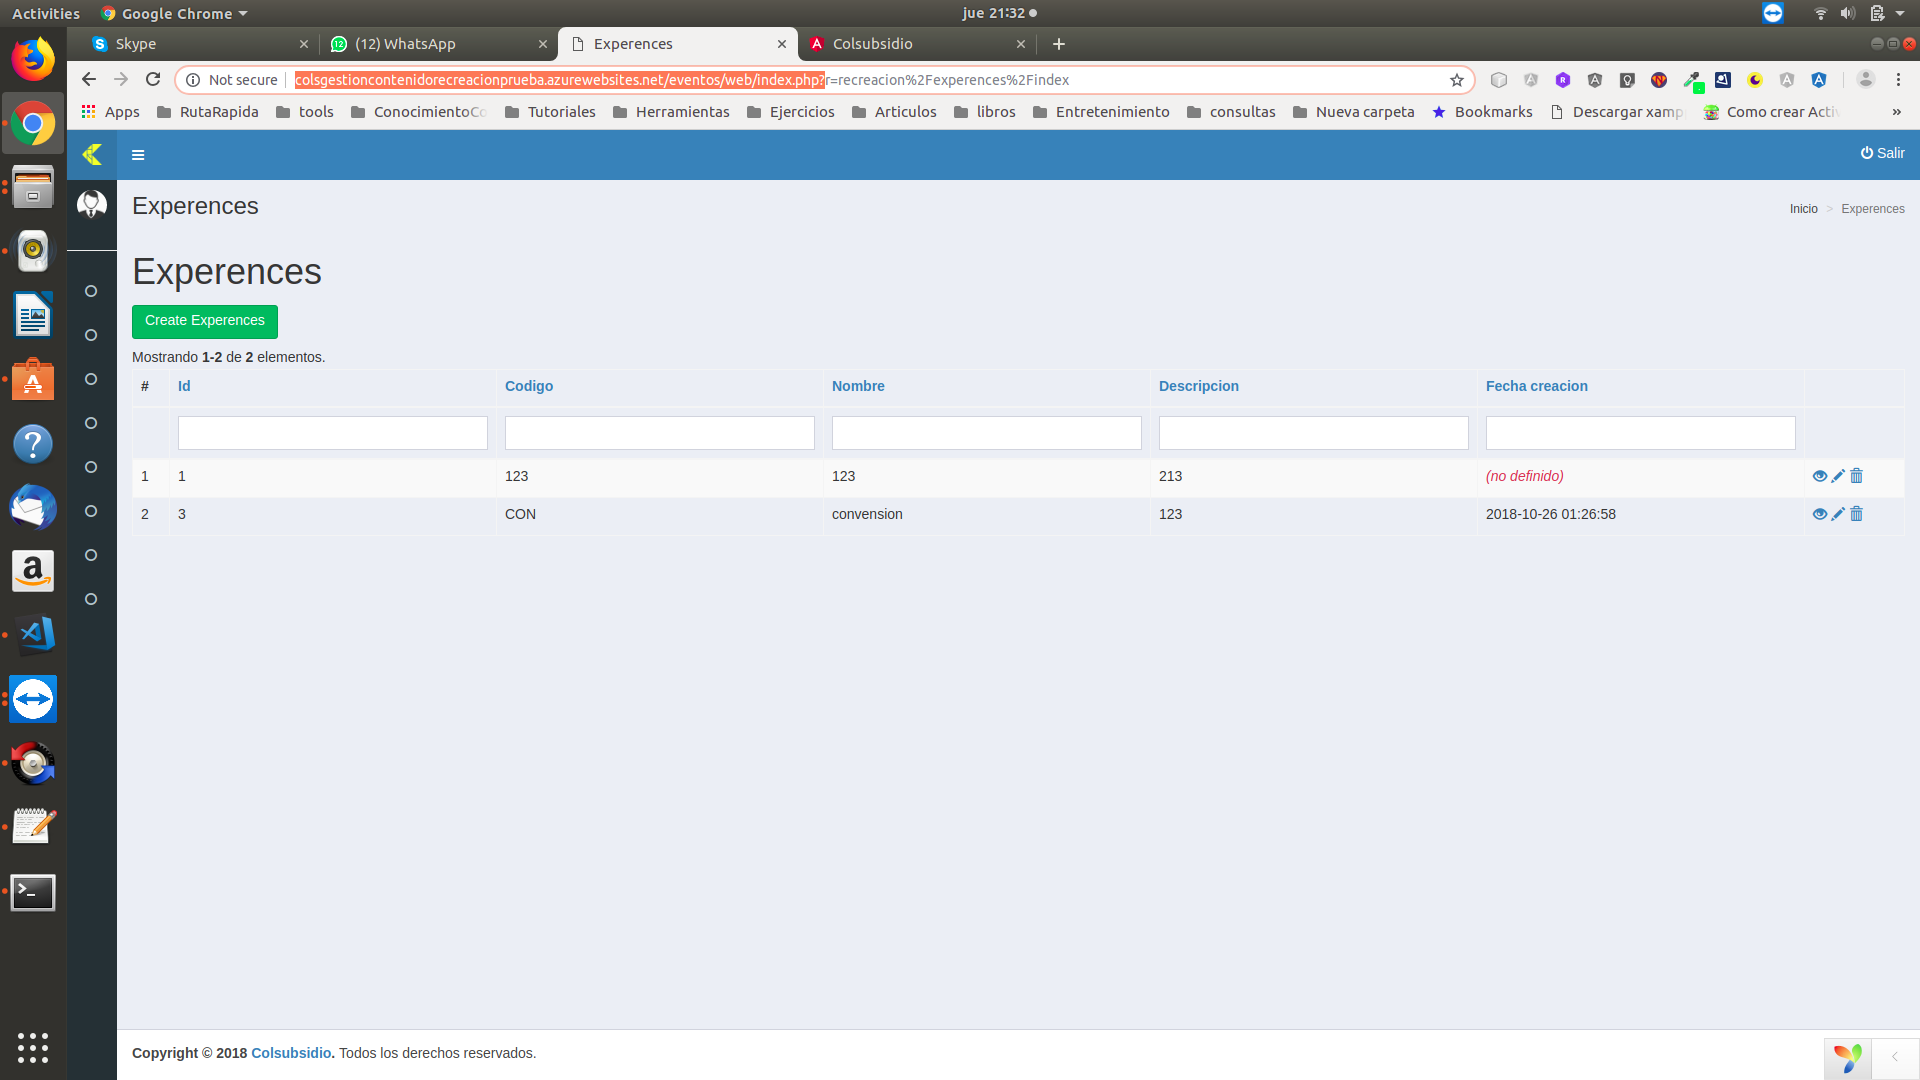 Activities Google Chrome jue 21:32
Skype (12) WhatsApp Experences Colsubsidio
Not secure colsgestioncontenidorecreacionprueba.azurewebsites.net/eventos/web/index.php?r=recreacion%2Fexperences%2Findex
Apps RutaRapida tools ConocimientoCo Tutoriales Herramientas Ejercicios Articulos libros Entretenimiento consultas Nueva carpeta Bookmarks Descargar xamp Como crear Acti »
Salir
Experences Inicio > Experences
Experences
Create Experences
Mostrando 1-2 de 2 elementos.
# Id Codigo Nombre Descripcion Fecha creacion
1 1 123 123 213 (no definido)
2 3 CON convension 123 2018-10-26 01:26:58
Copyright © 2018 Colsubsidio. Todos los derechos reservados.